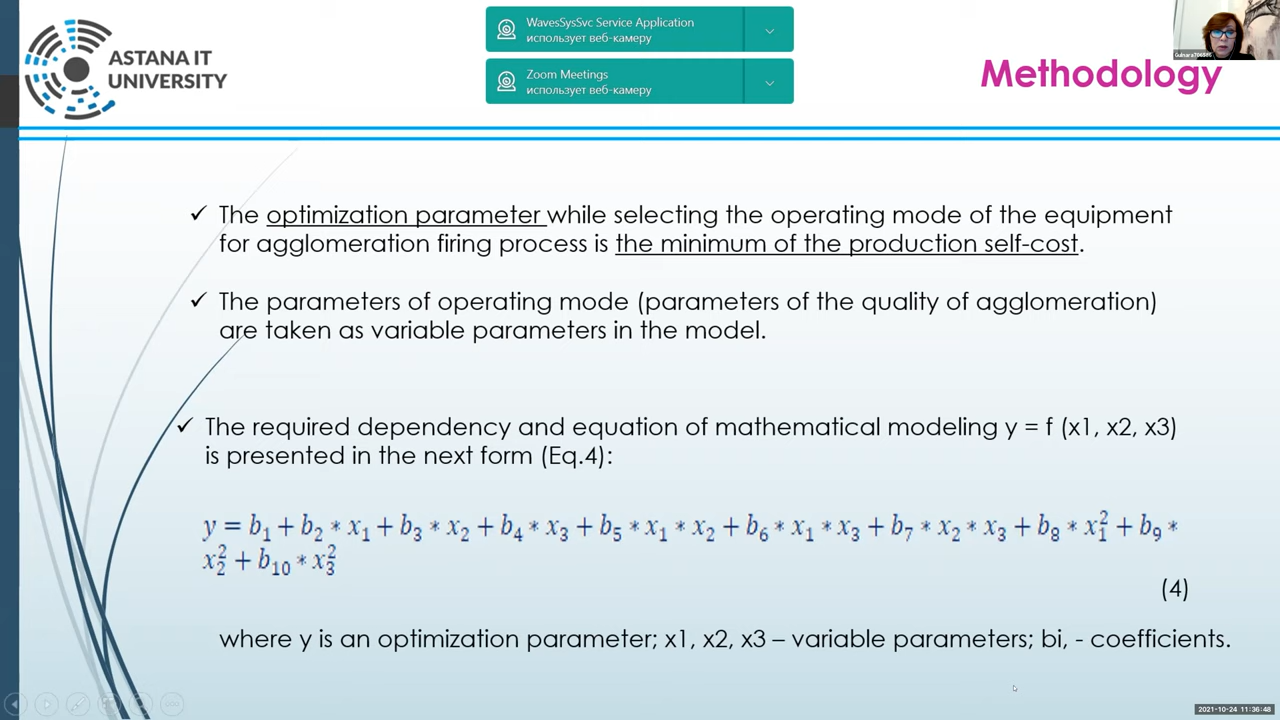 ASTANA IT
UNIVERSITY
WavesSysSvc Service Application
использует веб-камеру
Zoom Meetings
использует веб-камеру
Methodology
✓ The optimization parameter while selecting the operating mode of the equipment
for agglomeration firing process is the minimum of the production self-cost.
✓ The parameters of operating mode (parameters of the quality of agglomeration)
are taken as variable parameters in the model.
✓ The required dependency and equation of mathematical modeling y = f (x1, x2, x3)
is presented in the next form (Eq.4):
y = b₁ + b₂ * x₁ + b₃ * x₂ + b₄ * x₃ + b₅ * x₁ * x₂ + b₆ * x₁ * x₃ + b₇ * x₂ * x₃ + b₈ * x₁² + b₉ *
x₂² + b₁₀ * x₃²
(4)
where y is an optimization parameter; x1, x2, x3 – variable parameters; bi, - coefficients.
2021-10-24 11:36:48